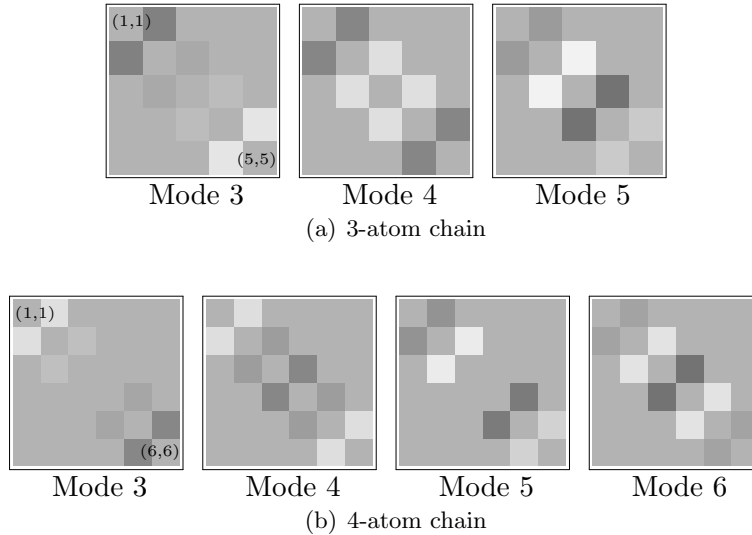 (1,1)
(5,5)
Mode 3 Mode 4 Mode 5
(a) 3-atom chain
(1,1)
(6,6)
Mode 3 Mode 4 Mode 5 Mode 6
(b) 4-atom chain